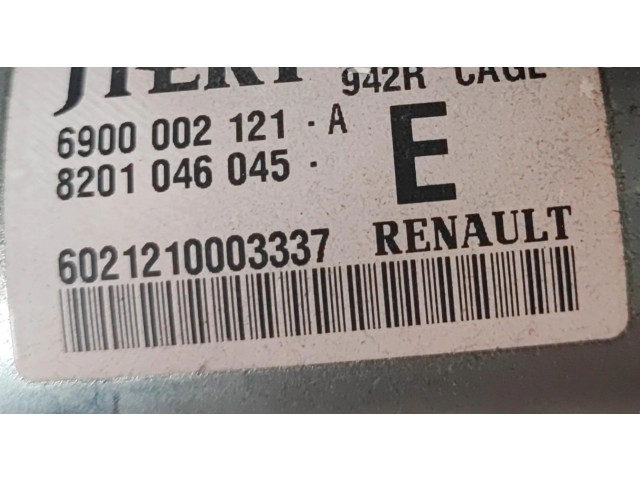 942R CAGE
6900 002 121 - A
8201 046 045 -
E
6021210003337 RENAULT